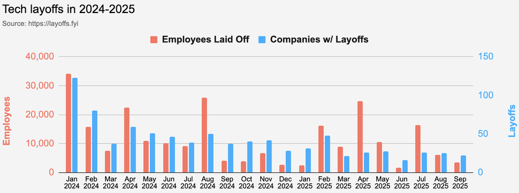 Tech layoffs in 2024-2025
Source: https://layoffs.fyi
Employees Laid Off
Companies w/ Layoffs
40,000
30,000
20,000
10,000
0
Employees
150
100
50
0
Layoffs
Jan 2024
Feb 2024
Mar 2024
Apr 2024
May 2024
Jun 2024
Jul 2024
Aug 2024
Sep 2024
Oct 2024
Nov 2024
Dec 2024
Jan 2025
Feb 2025
Mar 2025
Apr 2025
May 2025
Jun 2025
Jul 2025
Aug 2025
Sep 2025